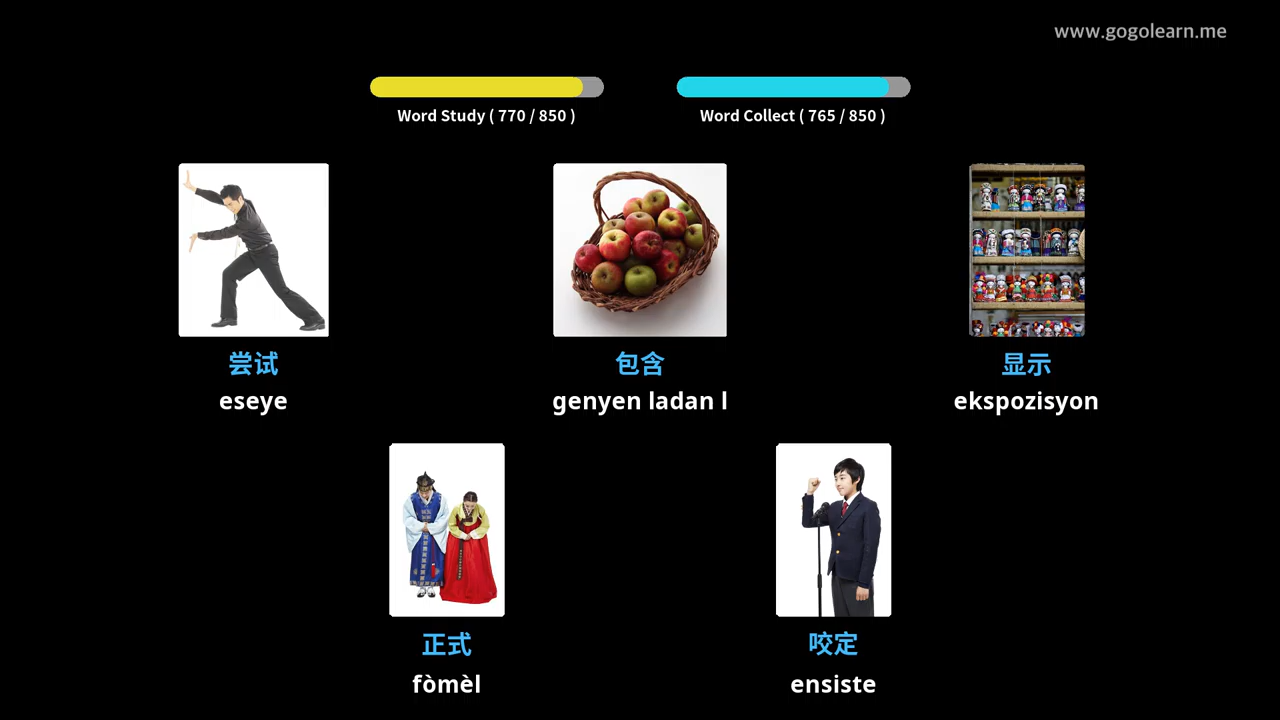 www.gogolearn.me
Word Study ( 770 / 850 )
Word Collect ( 765 / 850 )
尝试
eseye
包含
genyen ladan l
显示
ekspozisyon
正式
fòmèl
咬定
ensiste